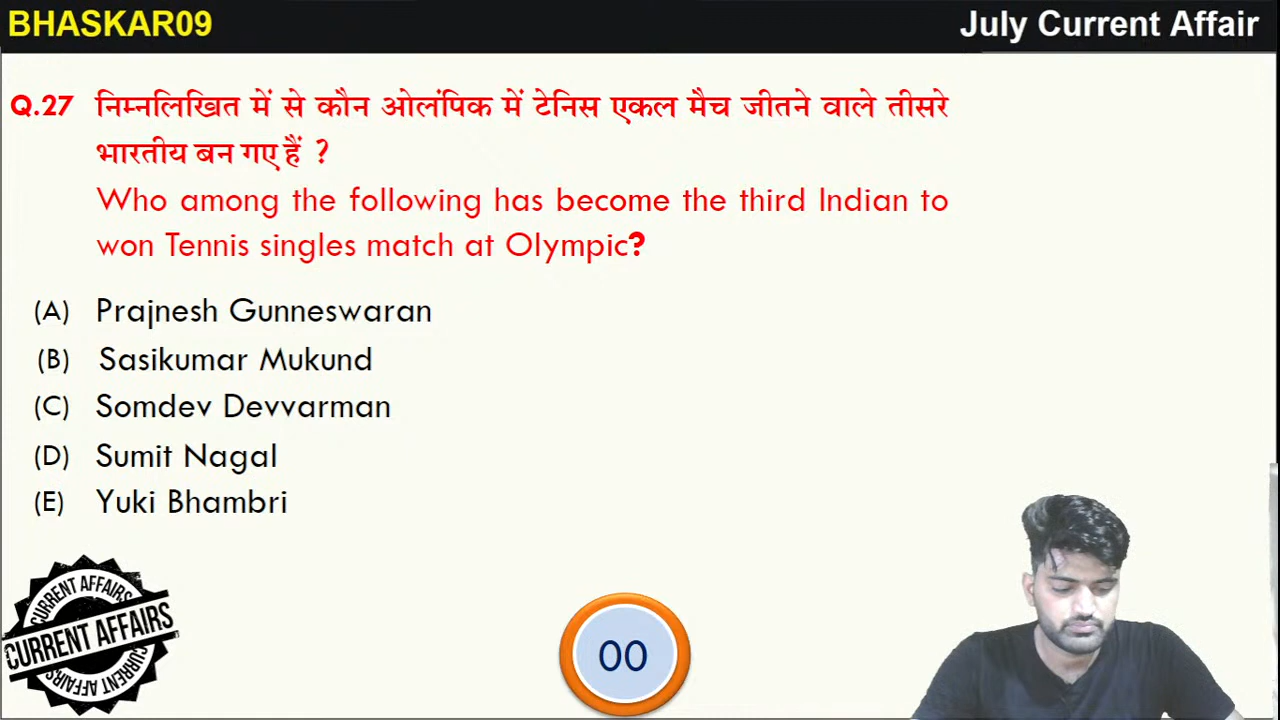 BHASKAR09
July Current Affair
Q.27 निम्नलिखित में से कौन ओलंपिक में टेनिस एकल मैच जीतने वाले तीसरे
भारतीय बन गए हैं ?
Who among the following has become the third Indian to
won Tennis singles match at Olympic?
(A) Prajnesh Gunneswaran
(B) Sasikumar Mukund
(C) Somdev Devvarman
(D) Sumit Nagal
(E) Yuki Bhambri
CURRENT AFFAIRS
CURRENT AFFAIRS
CURRENT AFFAIRS
00